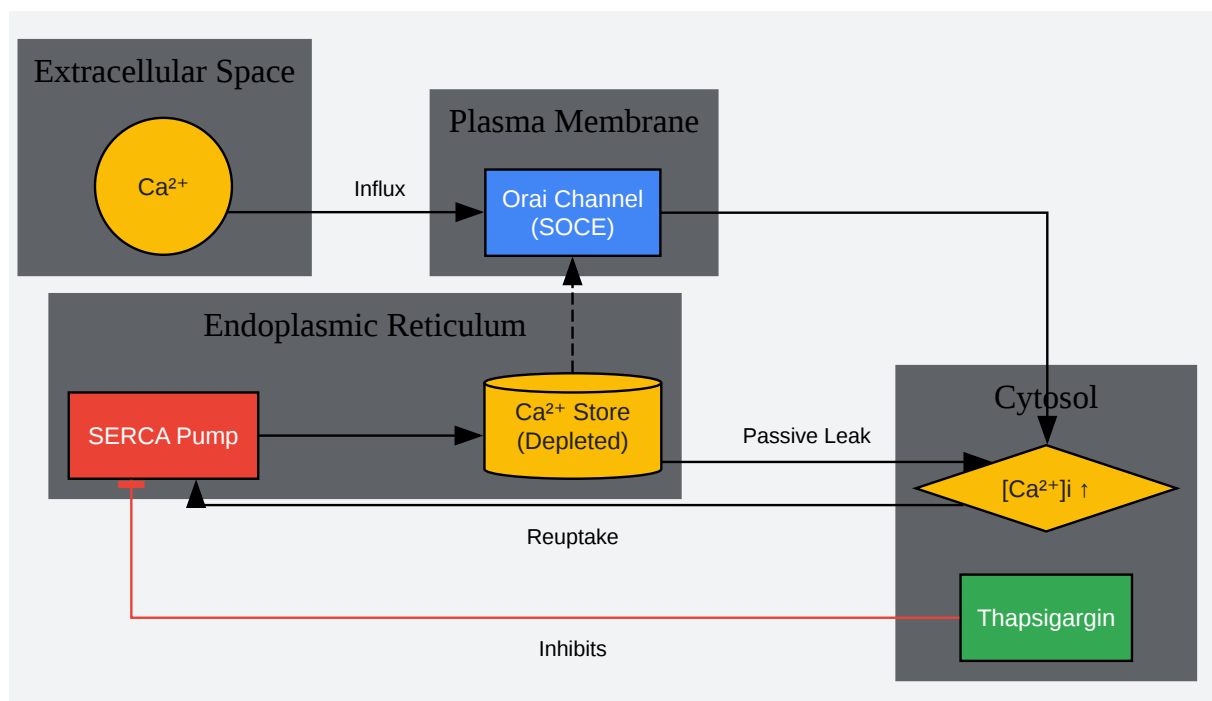 Extracellular Space
Ca²⁺
Influx
Plasma Membrane
Orai Channel
(SOCE)
Endoplasmic Reticulum
SERCA Pump
Ca²⁺ Store
(Depleted)
Passive Leak
Cytosol
[Ca²⁺]i ↑
Reuptake
Thapsigargin
Inhibits